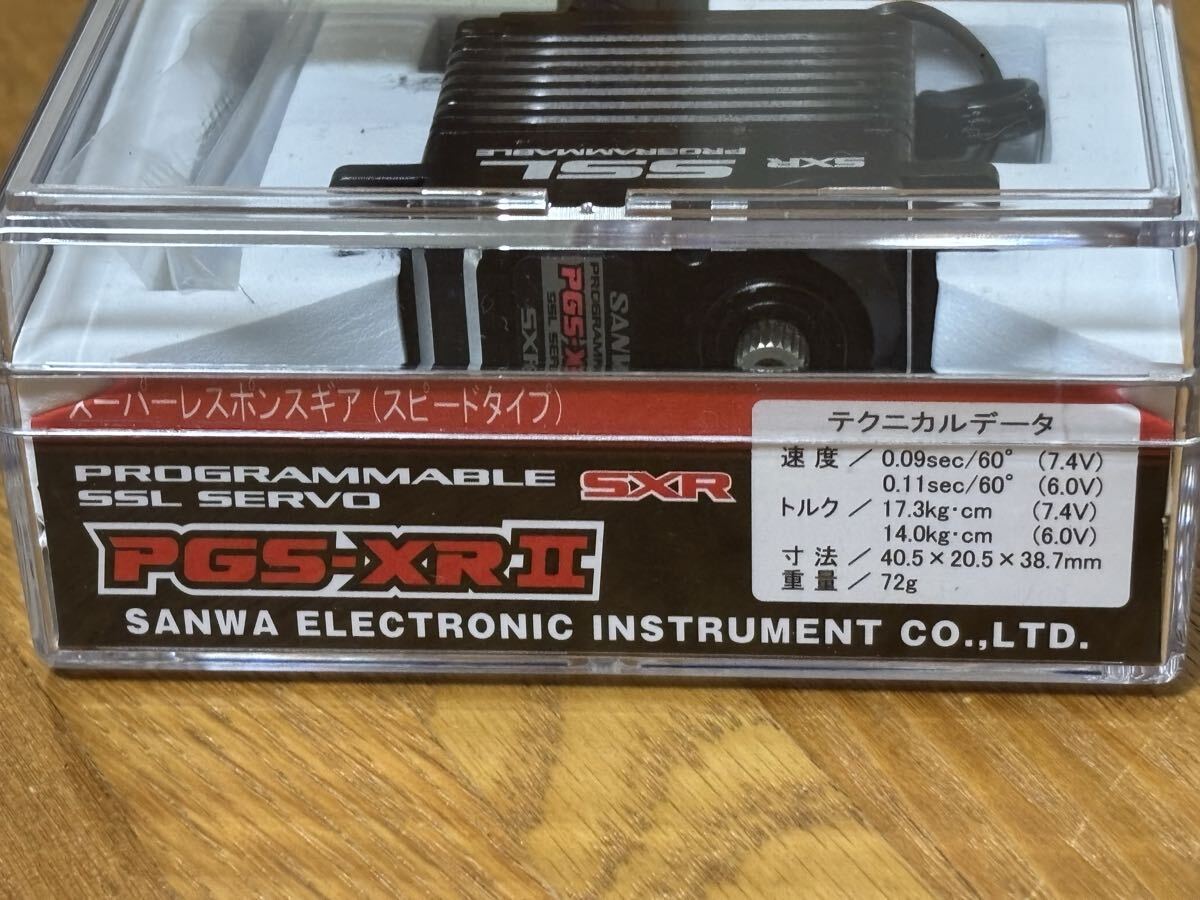 SSL
PROGRAMMABLE
SXR
PROGRAMM
PGS-X
SSL SER
SXR
SAN
スーパーレスポンスギア（スピードタイプ）
PROGRAMMABLE
SSL SERVO
SXR
PGS-XRⅡ
SANWA ELECTRONIC INSTRUMENT CO.,LTD.
テクニカルデータ
速度／0.09sec/60°（7.4V）
0.11sec/60°（6.0V）
トルク／17.3kg･cm（7.4V）
14.0kg･cm（6.0V）
寸法／40.5×20.5×38.7mm
重量／72g